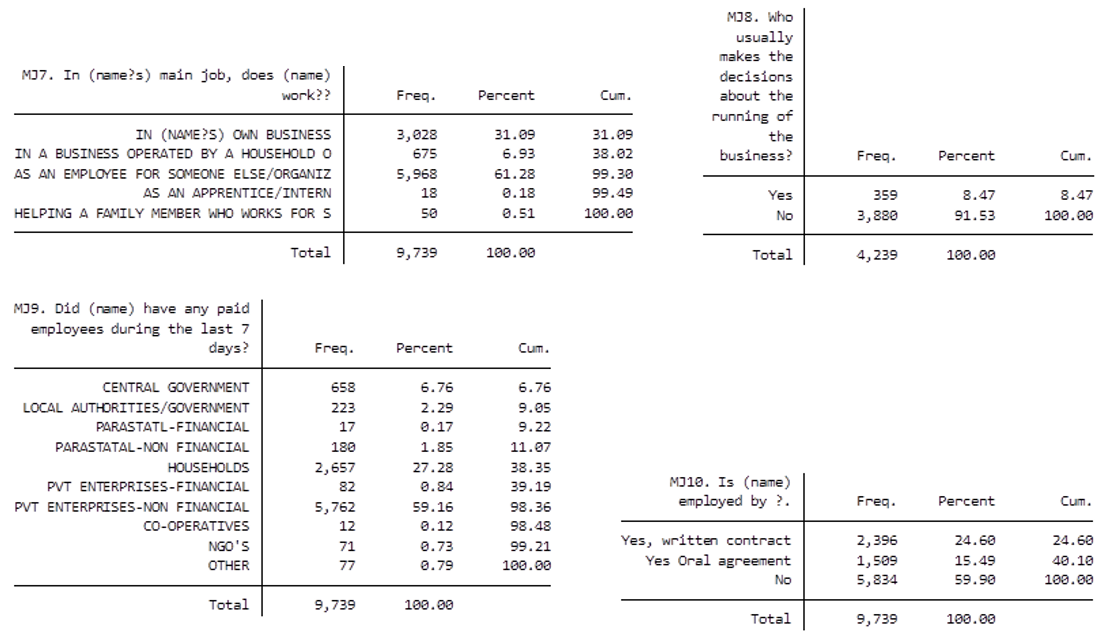 MJ7. In (name?s) main job, does (name)
work?? Freq. Percent Cum.
IN (NAME?S) OWN BUSINESS 3,028 31.09 31.09
IN A BUSINESS OPERATED BY A HOUSEHOLD O 675 6.93 38.02
AS AN EMPLOYEE FOR SOMEONE ELSE/ORGANIZ 5,968 61.28 99.30
AS AN APPRENTICE/INTERN 18 0.18 99.49
HELPING A FAMILY MEMBER WHO WORKS FOR S 50 0.51 100.00
Total 9,739 100.00
MJ8. Who
usually
makes the
decisions
about the
running of
the
business? Freq. Percent Cum.
Yes 359 8.47 8.47
No 3,880 91.53 100.00
Total 4,239 100.00
MJ9. Did (name) have any paid
employees during the last 7
days? Freq. Percent Cum.
CENTRAL GOVERNMENT 658 6.76 6.76
LOCAL AUTHORITIES/GOVERNMENT 223 2.29 9.05
PARASTATL-FINANCIAL 17 0.17 9.22
PARASTATAL-NON FINANCIAL 180 1.85 11.07
HOUSEHOLDS 2,657 27.28 38.35
PVT ENTERPRISES-FINANCIAL 82 0.84 39.19
PVT ENTERPRISES-NON FINANCIAL 5,762 59.16 98.36
CO-OPERATIVES 12 0.12 98.48
NGO'S 71 0.73 99.21
OTHER 77 0.79 100.00
Total 9,739 100.00
MJ10. Is (name)
employed by ?. Freq. Percent Cum.
Yes, written contract 2,396 24.60 24.60
Yes Oral agreement 1,509 15.49 40.10
No 5,834 59.90 100.00
Total 9,739 100.00